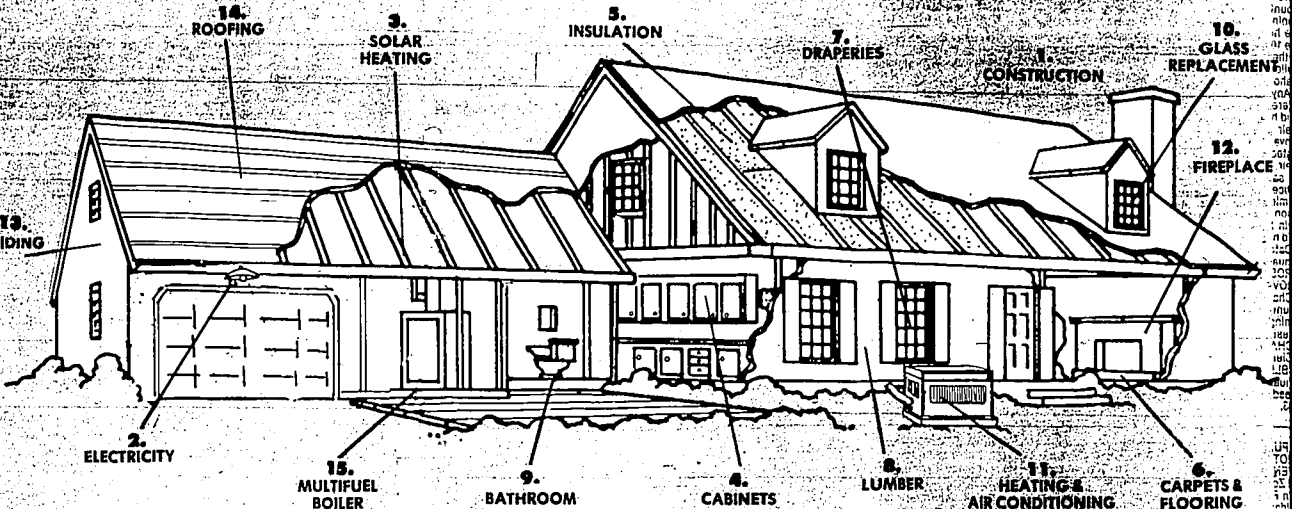 14.
ROOFING
3.
SOLAR
HEATING
5.
INSULATION
7.
DRAPERIES
1.
CONSTRUCTION
10.
GLASS
REPLACEMENT
12.
FIREPLACE
13.
IDING
2.
ELECTRICITY
15.
MULTIFUEL
BOILER
9.
BATHROOM
4.
CABINETS
8.
LUMBER
11.
HEATING &
AIR CONDITIONING
6.
CARPETS &
FLOORING